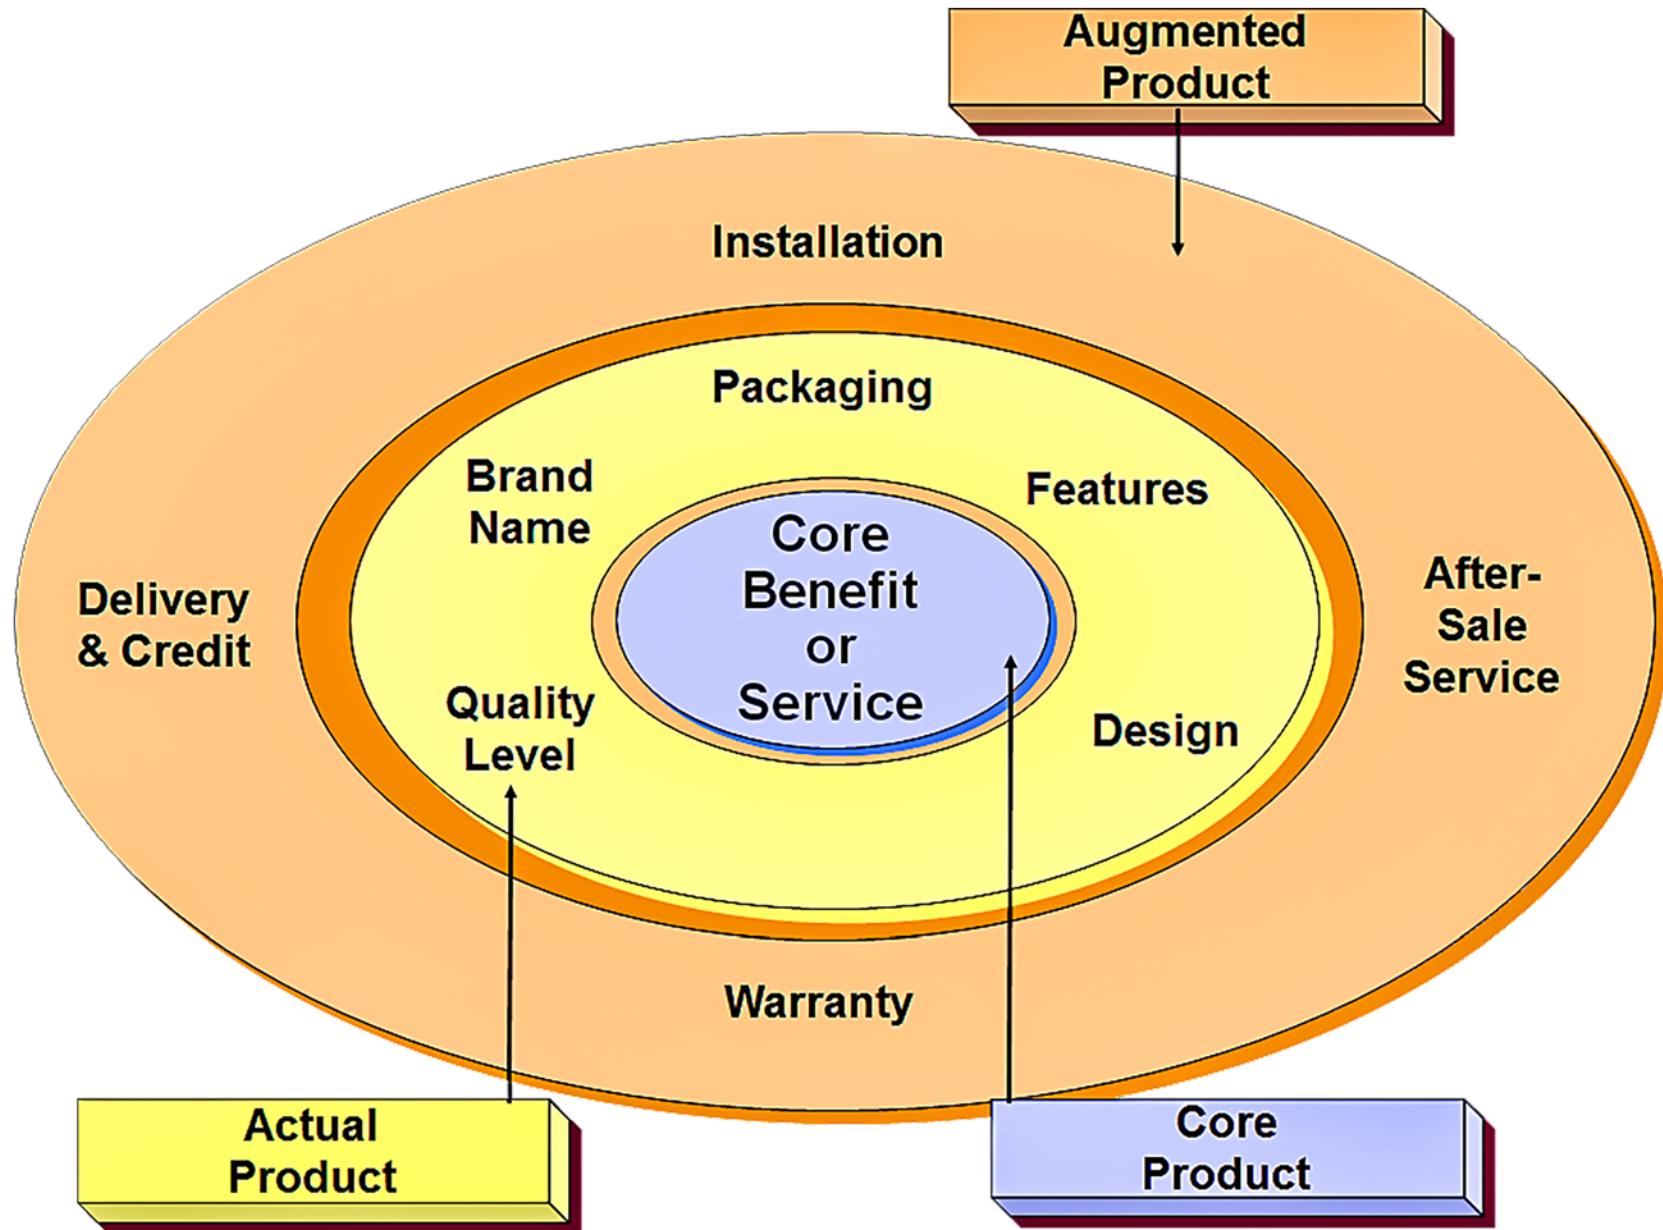 Augmented
Product
Installation
Packaging
Brand
Name
Features
Core
Benefit
or
Service
Delivery
& Credit
After-
Sale
Service
Quality
Level
Design
Warranty
Actual
Product
Core
Product